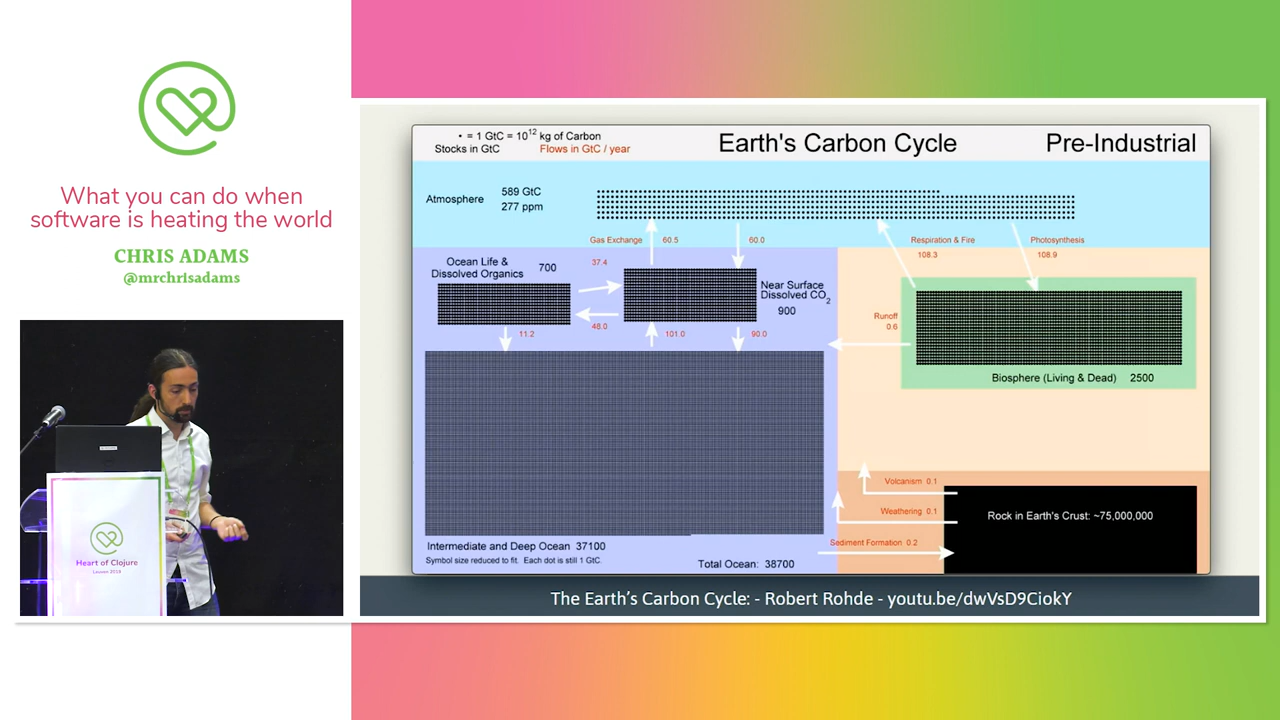 What you can do when
software is heating the world
CHRIS ADAMS
@mrchrisadams
Heart of Clojure
Leuven 2019
• = 1 GtC = 10^12 kg of Carbon
Stocks in GtC
Flows in GtC / year
Earth's Carbon Cycle
Pre-Industrial
Atmosphere
589 GtC
277 ppm
Gas Exchange
60.5
60.0
Respiration & Fire
108.3
Photosynthesis
108.9
Ocean Life &
Dissolved Organics
700
37.4
48.0
Near Surface
Dissolved CO2
900
11.2
101.0
90.0
Runoff
0.6
Biosphere (Living & Dead) 2500
Volcanism 0.1
Weathering 0.1
Sediment Formation 0.2
Rock in Earth's Crust: ~75,000,000
Intermediate and Deep Ocean 37100
Symbol size reduced to fit. Each dot is still 1 GtC.
Total Ocean: 38700
The Earth's Carbon Cycle: - Robert Rohde - youtu.be/dwVsD9CiokY